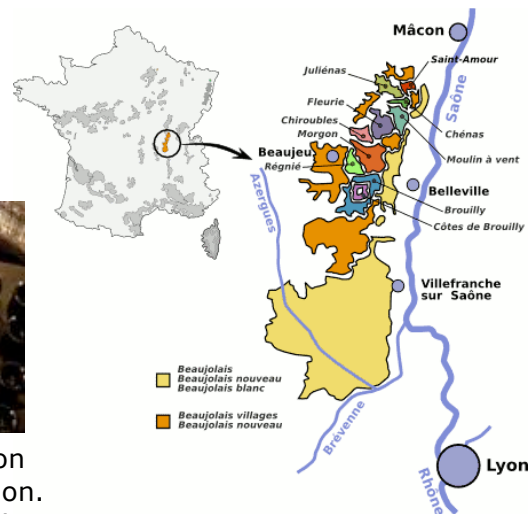 Mâcon
Saint-Amour
Juliénas
Saône
Fleurie
Chiroubles
Chénas
Morgon
Moulin à vent
Beaujeu
Régnié
Azergues
Belleville
Brouilly
Côtes de Brouilly
Villefranche
sur Saône
Beaujolais
Beaujolais nouveau
Beaujolais blanc
Beaujolais villages
Beaujolais nouveau
Brévenne
Lyon
Rhône
on
on.